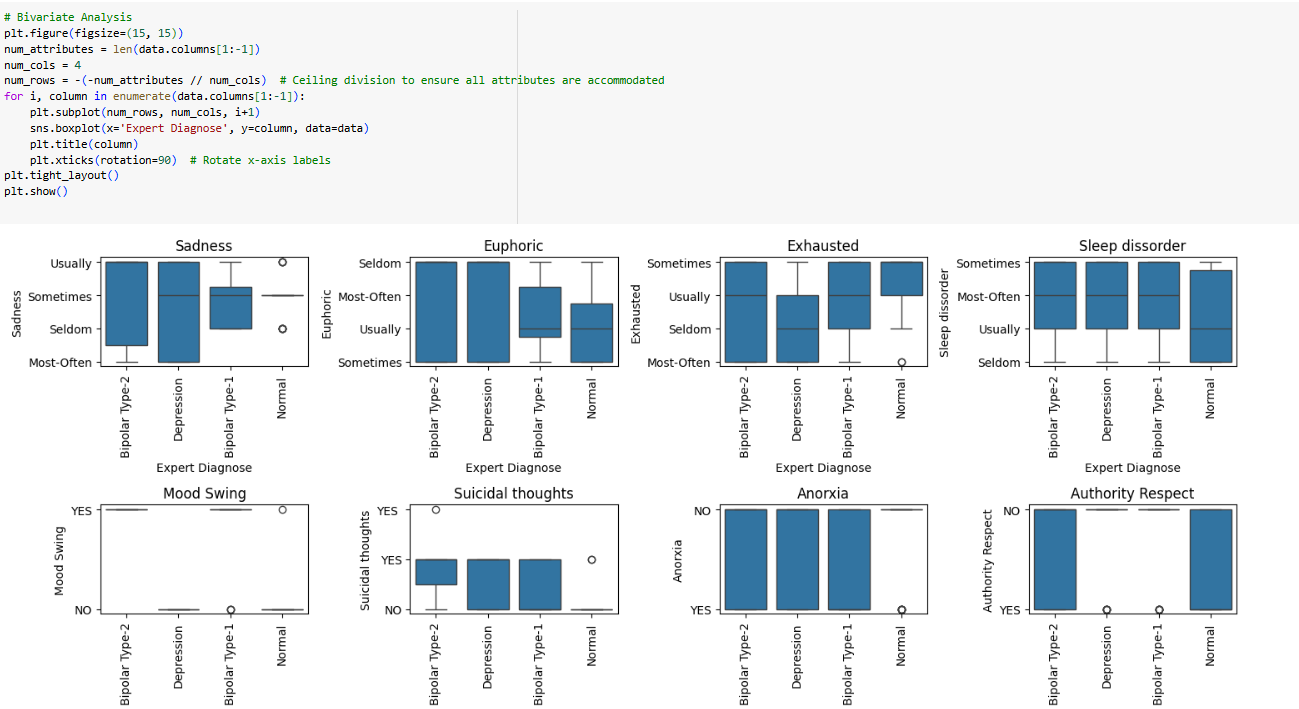 # Bivariate Analysis
plt.figure(figsize=(15, 15))
num_attributes = len(data.columns[1:-1])
num_cols = 4
num_rows = -(-num_attributes // num_cols)  # Ceiling division to ensure all attributes are accommodated
for i, column in enumerate(data.columns[1:-1]):
    plt.subplot(num_rows, num_cols, i+1)
    sns.boxplot(x='Expert Diagnose', y=column, data=data)
    plt.title(column)
    plt.xticks(rotation=90)  # Rotate x-axis labels
plt.tight_layout()
plt.show()
Sadness
Sadness
Usually
Sometimes
Seldom
Most-Often
Bipolar Type-2
Depression
Bipolar Type-1
Normal
Expert Diagnose
Euphoric
Euphoric
Seldom
Most-Often
Usually
Sometimes
Bipolar Type-2
Depression
Bipolar Type-1
Normal
Expert Diagnose
Exhausted
Exhausted
Sometimes
Usually
Seldom
Most-Often
Bipolar Type-2
Depression
Bipolar Type-1
Normal
Expert Diagnose
Sleep dissorder
Sleep dissorder
Sometimes
Most-Often
Usually
Seldom
Bipolar Type-2
Depression
Bipolar Type-1
Normal
Expert Diagnose
Mood Swing
Mood Swing
YES
NO
Bipolar Type-2
Depression
Bipolar Type-1
Normal
Suicidal thoughts
Suicidal thoughts
YES
YES
NO
Bipolar Type-2
Depression
Bipolar Type-1
Normal
Anorxia
Anorxia
NO
YES
Bipolar Type-2
Depression
Bipolar Type-1
Normal
Authority Respect
Authority Respect
NO
YES
Bipolar Type-2
Depression
Bipolar Type-1
Normal